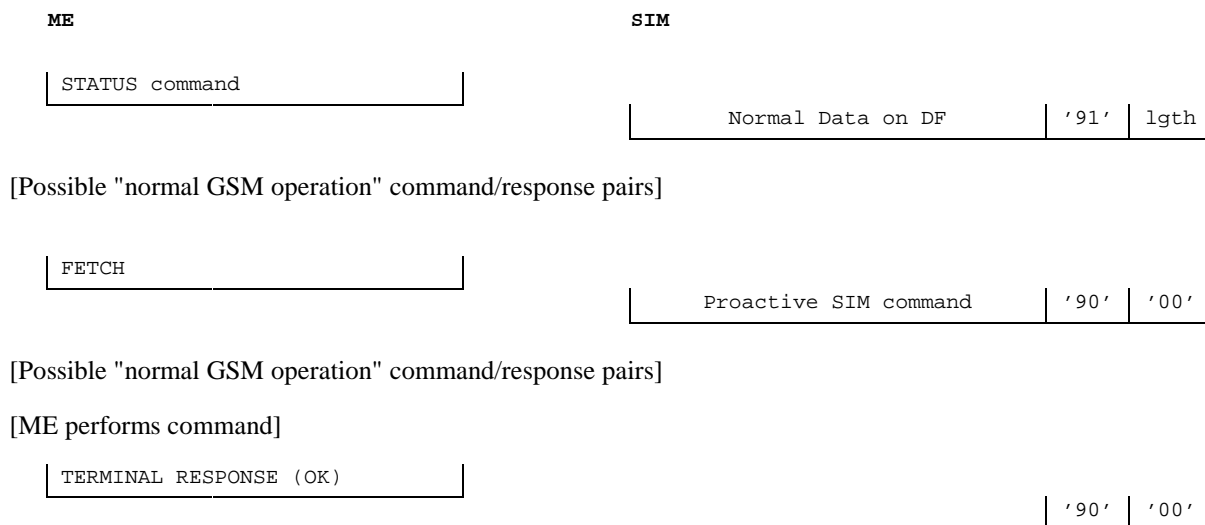 ME SIM
STATUS command
Normal Data on DF ’91’ lgth
[Possible "normal GSM operation" command/response pairs]
FETCH
Proactive SIM command ’90’ ’00’
[Possible "normal GSM operation" command/response pairs]
[ME performs command]
TERMINAL RESPONSE (OK)
’90’ ’00’